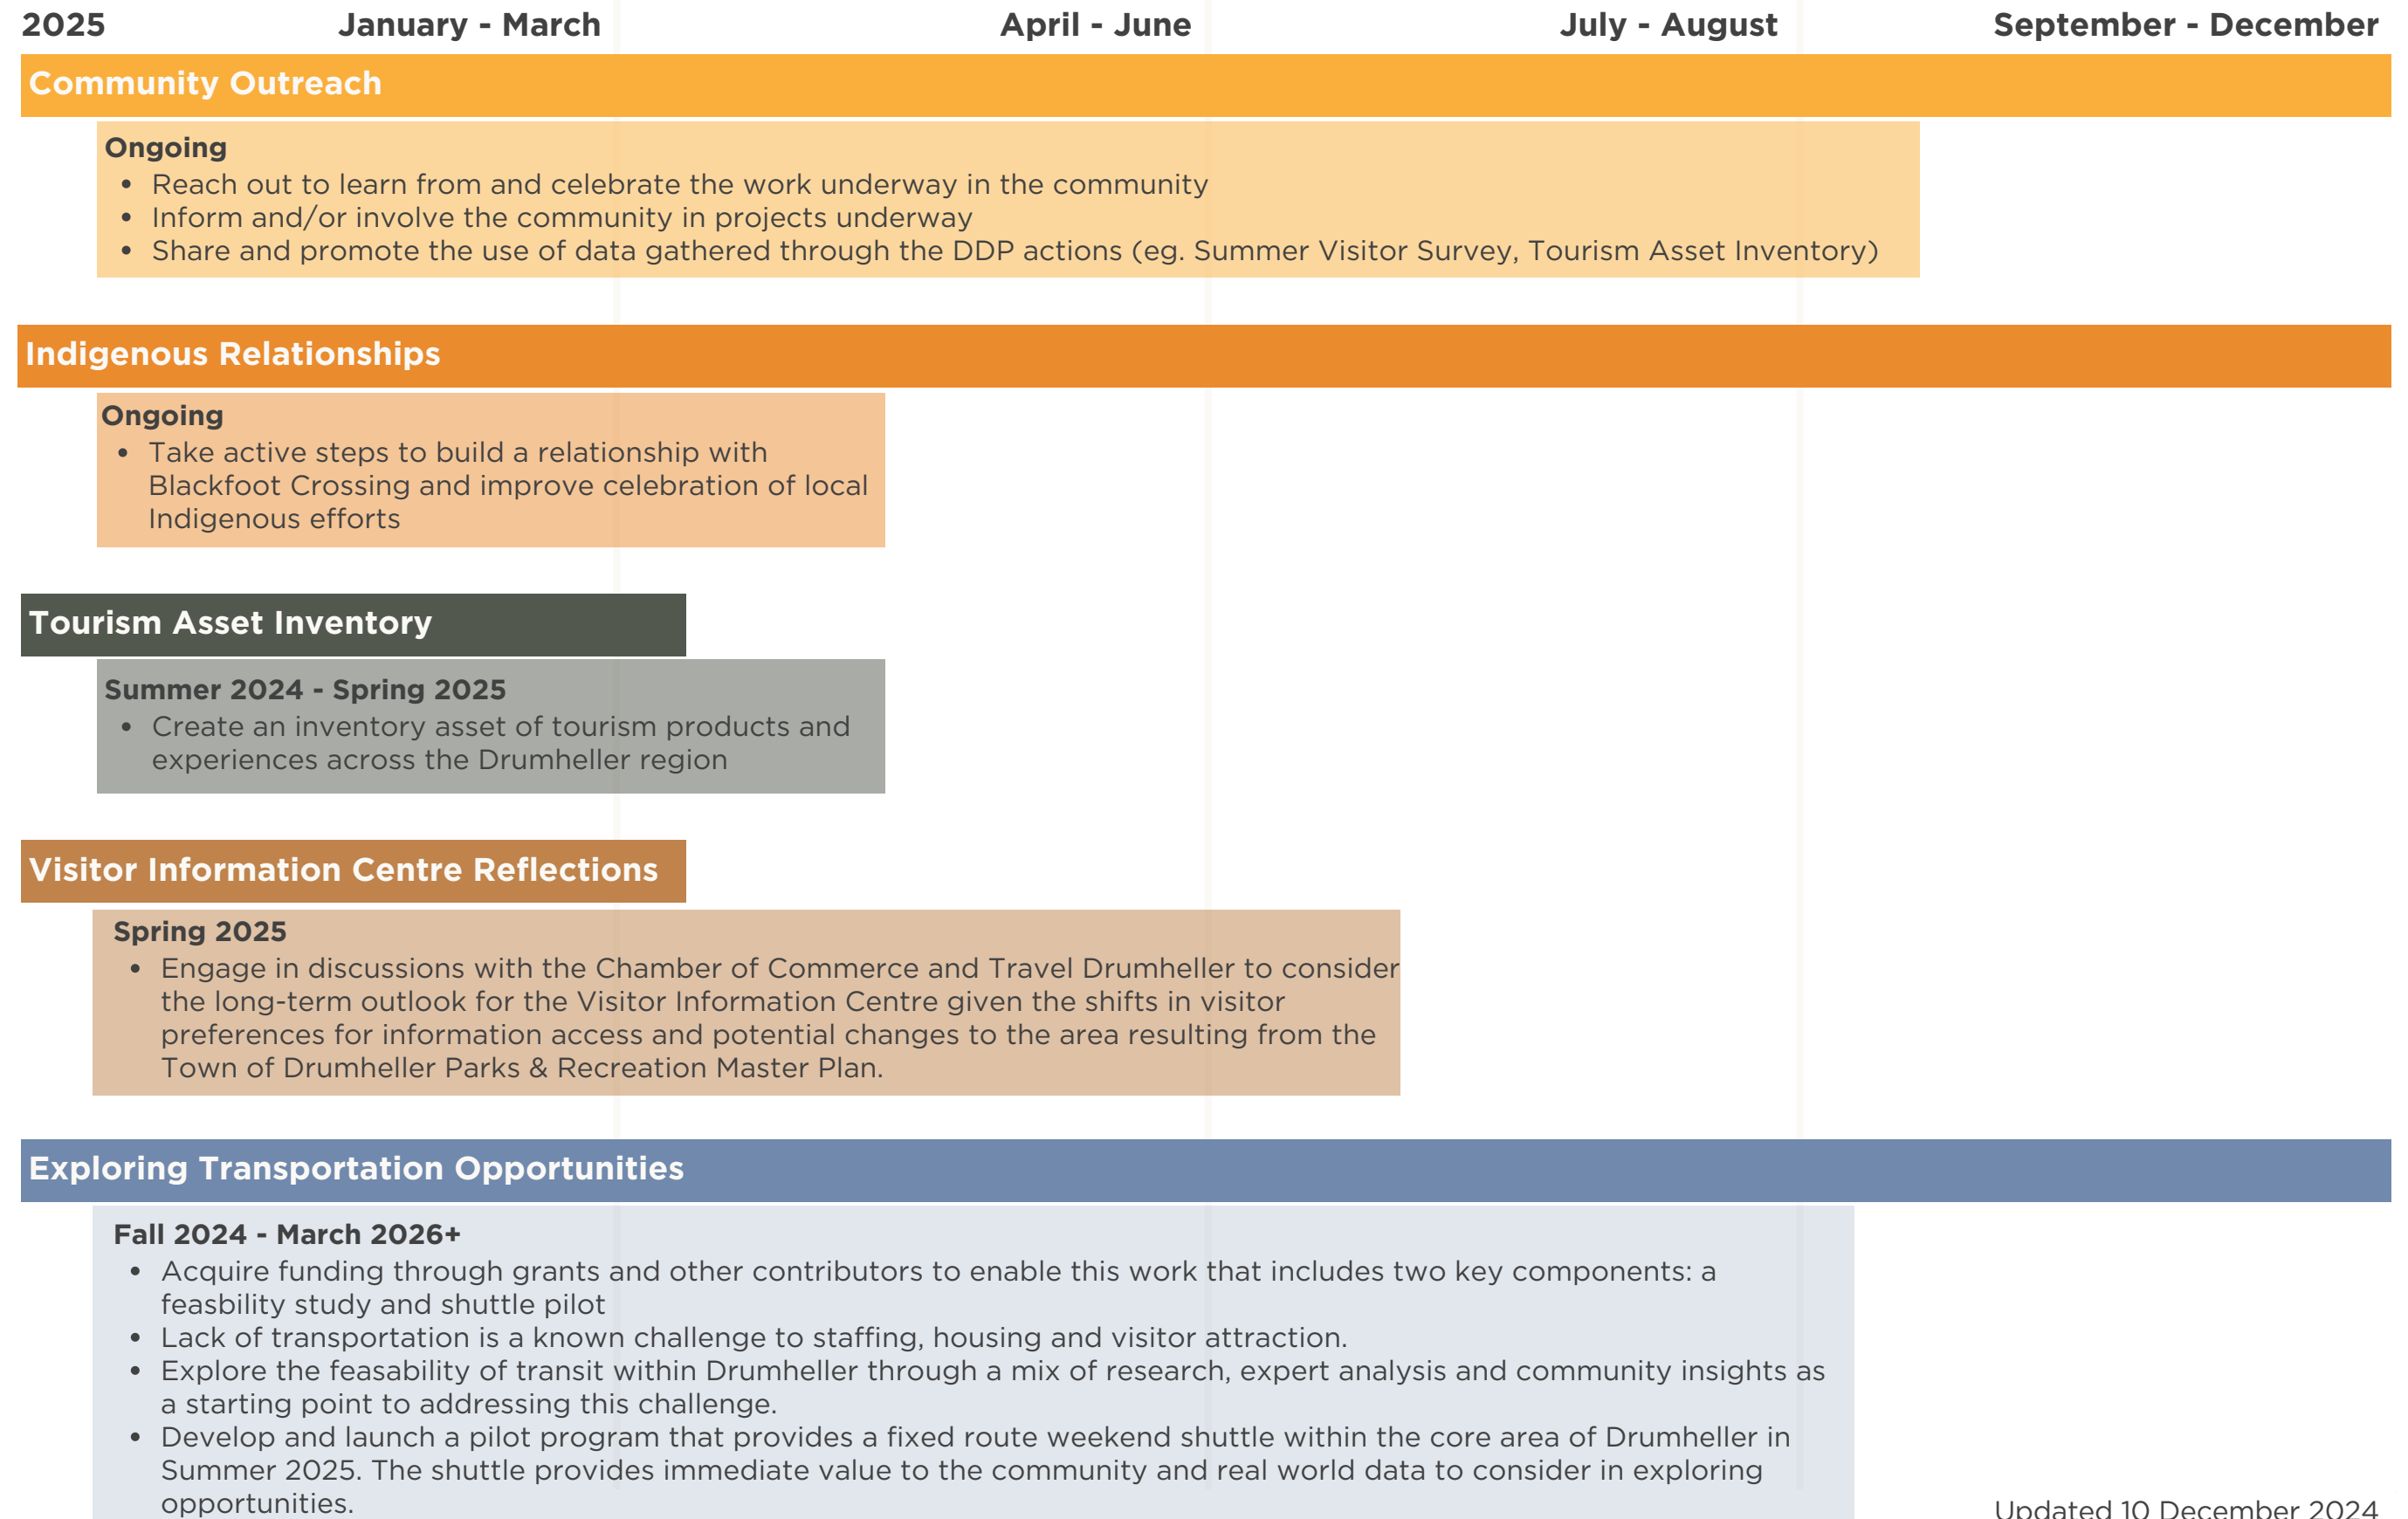 2025 January - March April - June July - August September - December
Community Outreach
Ongoing
• Reach out to learn from and celebrate the work underway in the community
• Inform and/or involve the community in projects underway
• Share and promote the use of data gathered through the DDP actions (eg. Summer Visitor Survey, Tourism Asset Inventory)
Indigenous Relationships
Ongoing
• Take active steps to build a relationship with
Blackfoot Crossing and improve celebration of local
Indigenous efforts
Tourism Asset Inventory
Summer 2024 - Spring 2025
• Create an inventory asset of tourism products and
experiences across the Drumheller region
Visitor Information Centre Reflections
Spring 2025
• Engage in discussions with the Chamber of Commerce and Travel Drumheller to consider
the long-term outlook for the Visitor Information Centre given the shifts in visitor
preferences for information access and potential changes to the area resulting from the
Town of Drumheller Parks & Recreation Master Plan.
Exploring Transportation Opportunities
Fall 2024 - March 2026+
• Acquire funding through grants and other contributors to enable this work that includes two key components: a
feasbility study and shuttle pilot
• Lack of transportation is a known challenge to staffing, housing and visitor attraction.
• Explore the feasability of transit within Drumheller through a mix of research, expert analysis and community insights as
a starting point to addressing this challenge.
• Develop and launch a pilot program that provides a fixed route weekend shuttle within the core area of Drumheller in
Summer 2025. The shuttle provides immediate value to the community and real world data to consider in exploring
opportunities.
Updated 10 December 2024